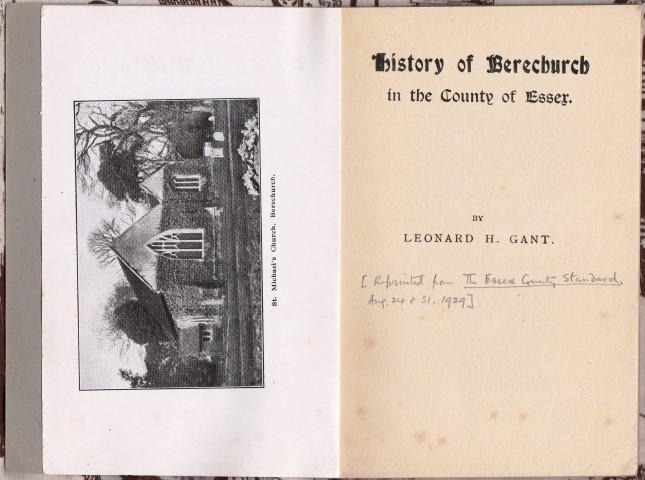 St. Michael's Church, Berechurch.
History of Berechurch
in the County of Essex.
BY
LEONARD H. GANT.
[Reprinted from The Essex County Standard,
Aug. 24 & 31, 1929]